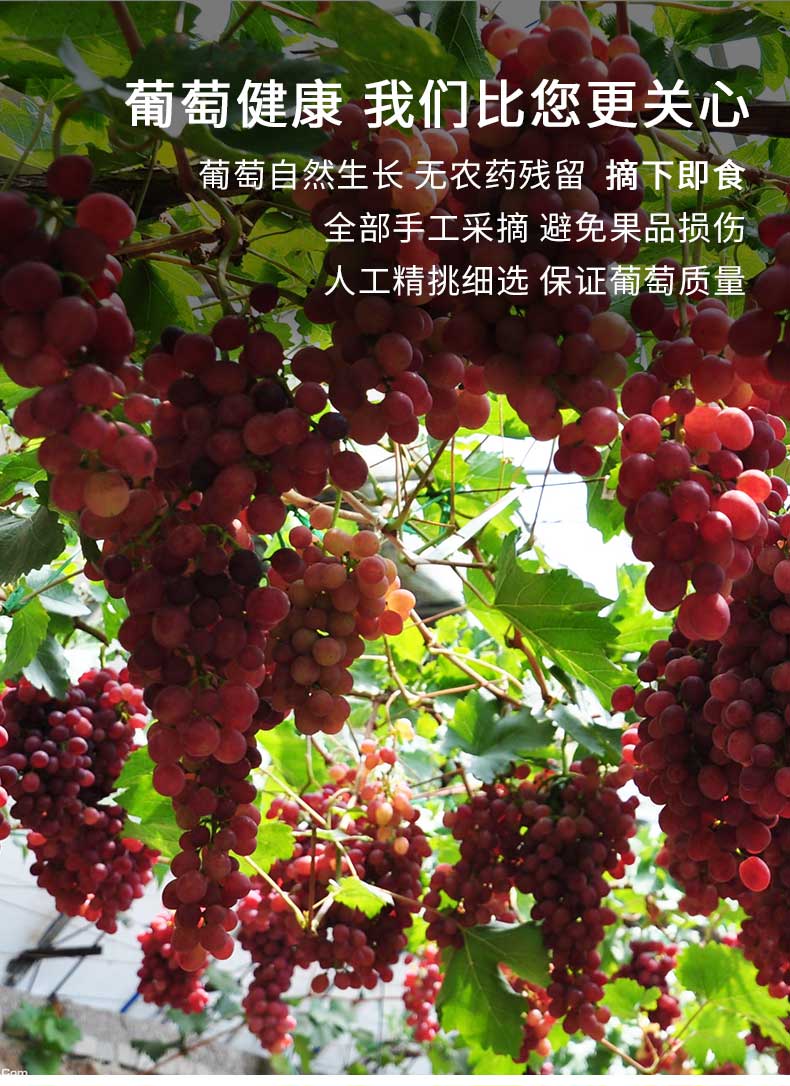 葡萄健康 我们比您更关心
葡萄自然生长 无农药残留 摘下即食
全部手工采摘 避免果品损伤
人工精挑细选 保证葡萄质量
.Com